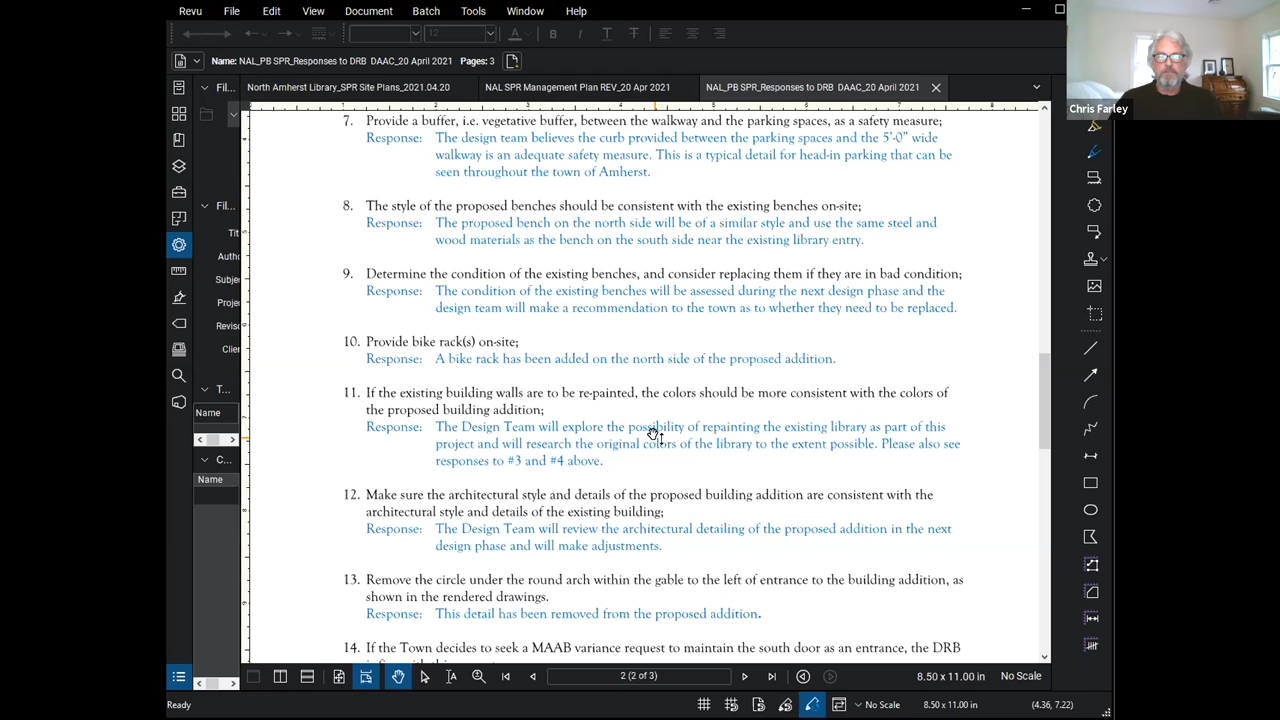 Revu File Edit View Document Batch Tools Window Help
12
Name: NAL_PB SPR_Responses to DRB DAAC_20 April 2021 Pages: 3
Fil... North Amherst Library_SPR Site Plans_2021.04.20 NAL SPR Management Plan REV_20 Apr 2021 NAL_PB SPR_Responses to DRB DAAC_20 April 2021
Chris Farley
7. Provide a buffer, i.e. vegetative buffer, between the walkway and the parking spaces, as a safety measure;
Response: The design team believes the curb provided between the parking spaces and the 5'-0" wide
walkway is an adequate safety measure. This is a typical detail for head-in parking that can be
seen throughout the town of Amherst.
8. The style of the proposed benches should be consistent with the existing benches on-site;
Response: The proposed bench on the north side will be of a similar style and use the same steel and
wood materials as the bench on the south side near the existing library entry.
9. Determine the condition of the existing benches, and consider replacing them if they are in bad condition;
Response: The condition of the existing benches will be assessed during the next design phase and the
design team will make a recommendation to the town as to whether they need to be replaced.
10. Provide bike rack(s) on-site;
Response: A bike rack has been added on the north side of the proposed addition.
11. If the existing building walls are to be re-painted, the colors should be more consistent with the colors of
the proposed building addition;
Response: The Design Team will explore the possibility of repainting the existing library as part of this
project and will research the original colors of the library to the extent possible. Please also see
responses to #3 and #4 above.
12. Make sure the architectural style and details of the proposed building addition are consistent with the
architectural style and details of the existing building;
Response: The Design Team will review the architectural detailing of the proposed addition in the next
design phase and will make adjustments.
13. Remove the circle under the round arch within the gable to the left of entrance to the building addition, as
shown in the rendered drawings.
Response: This detail has been removed from the proposed addition.
14. If the Town decides to seek a MAAB variance request to maintain the south door as an entrance, the DRB
Fil...
Tit
Autho
Subje
Proje
Revis
Clier
T...
Name
C...
Name
2 (2 of 3) 8.50 x 11.00 in No Scale
Ready No Scale 8.50 x 11.00 in (4.36, 7.22)